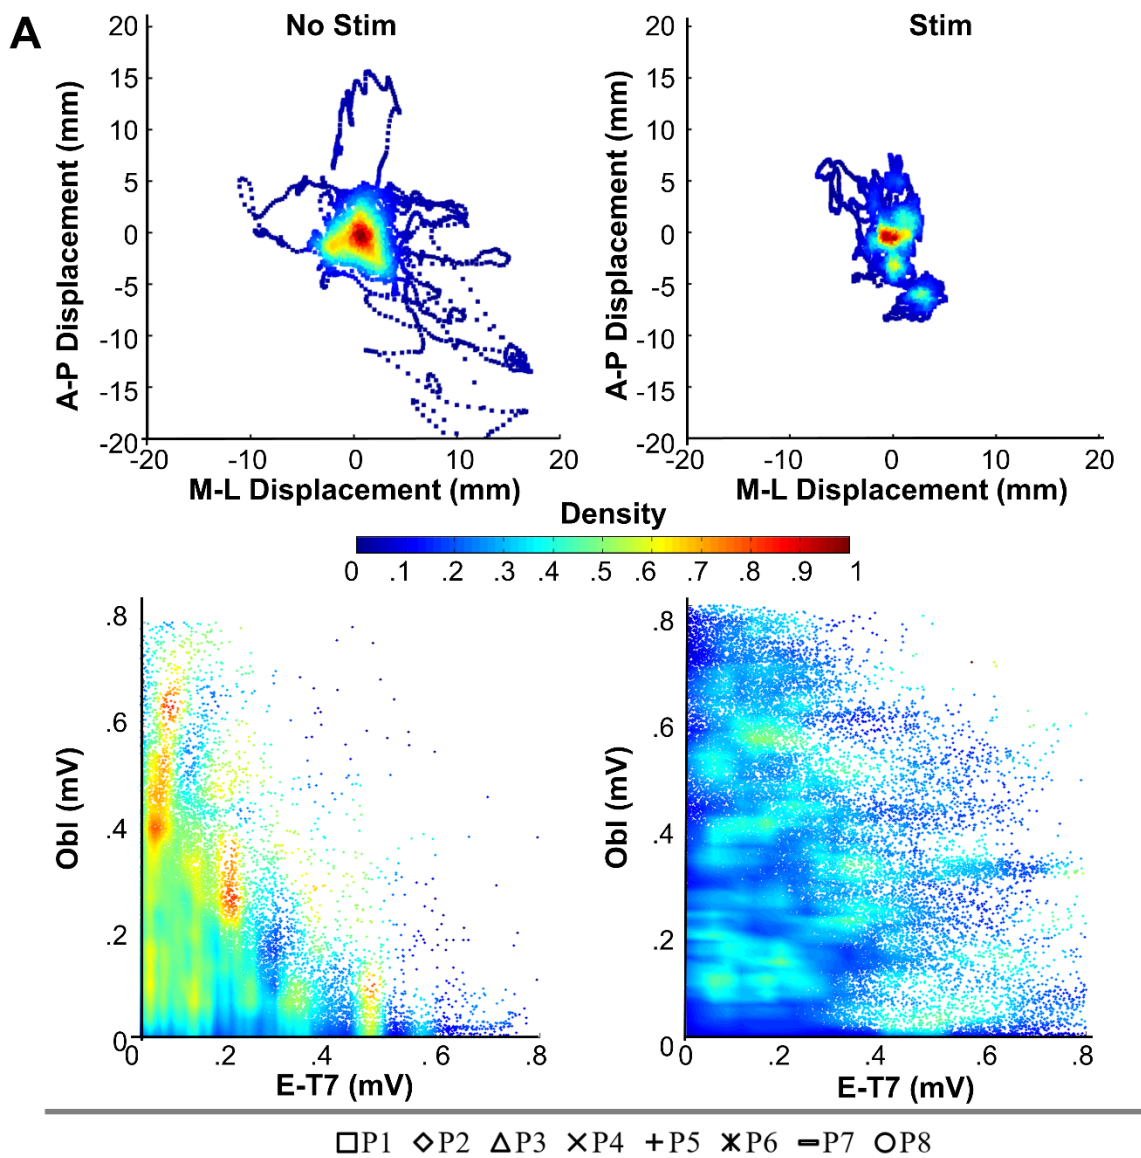 A
No Stim
Stim
20
15
10
5
0
-5
-10
-15
-20
A-P Displacement (mm)
-20 -10 0 10 20
M-L Displacement (mm)
20
15
10
5
0
-5
-10
-15
-20
A-P Displacement (mm)
-20 -10 0 10 20
M-L Displacement (mm)
Density
0 .1 .2 .3 .4 .5 .6 .7 .8 .9 1
.8
.6
.4
.2
0
Obl (mV)
0 .2 .4 .6 .8
E-T7 (mV)
.8
.6
.4
.2
0
Obl (mV)
0 .2 .4 .6 .8
E-T7 (mV)
P1 P2 P3 P4 P5 P6 P7 P8